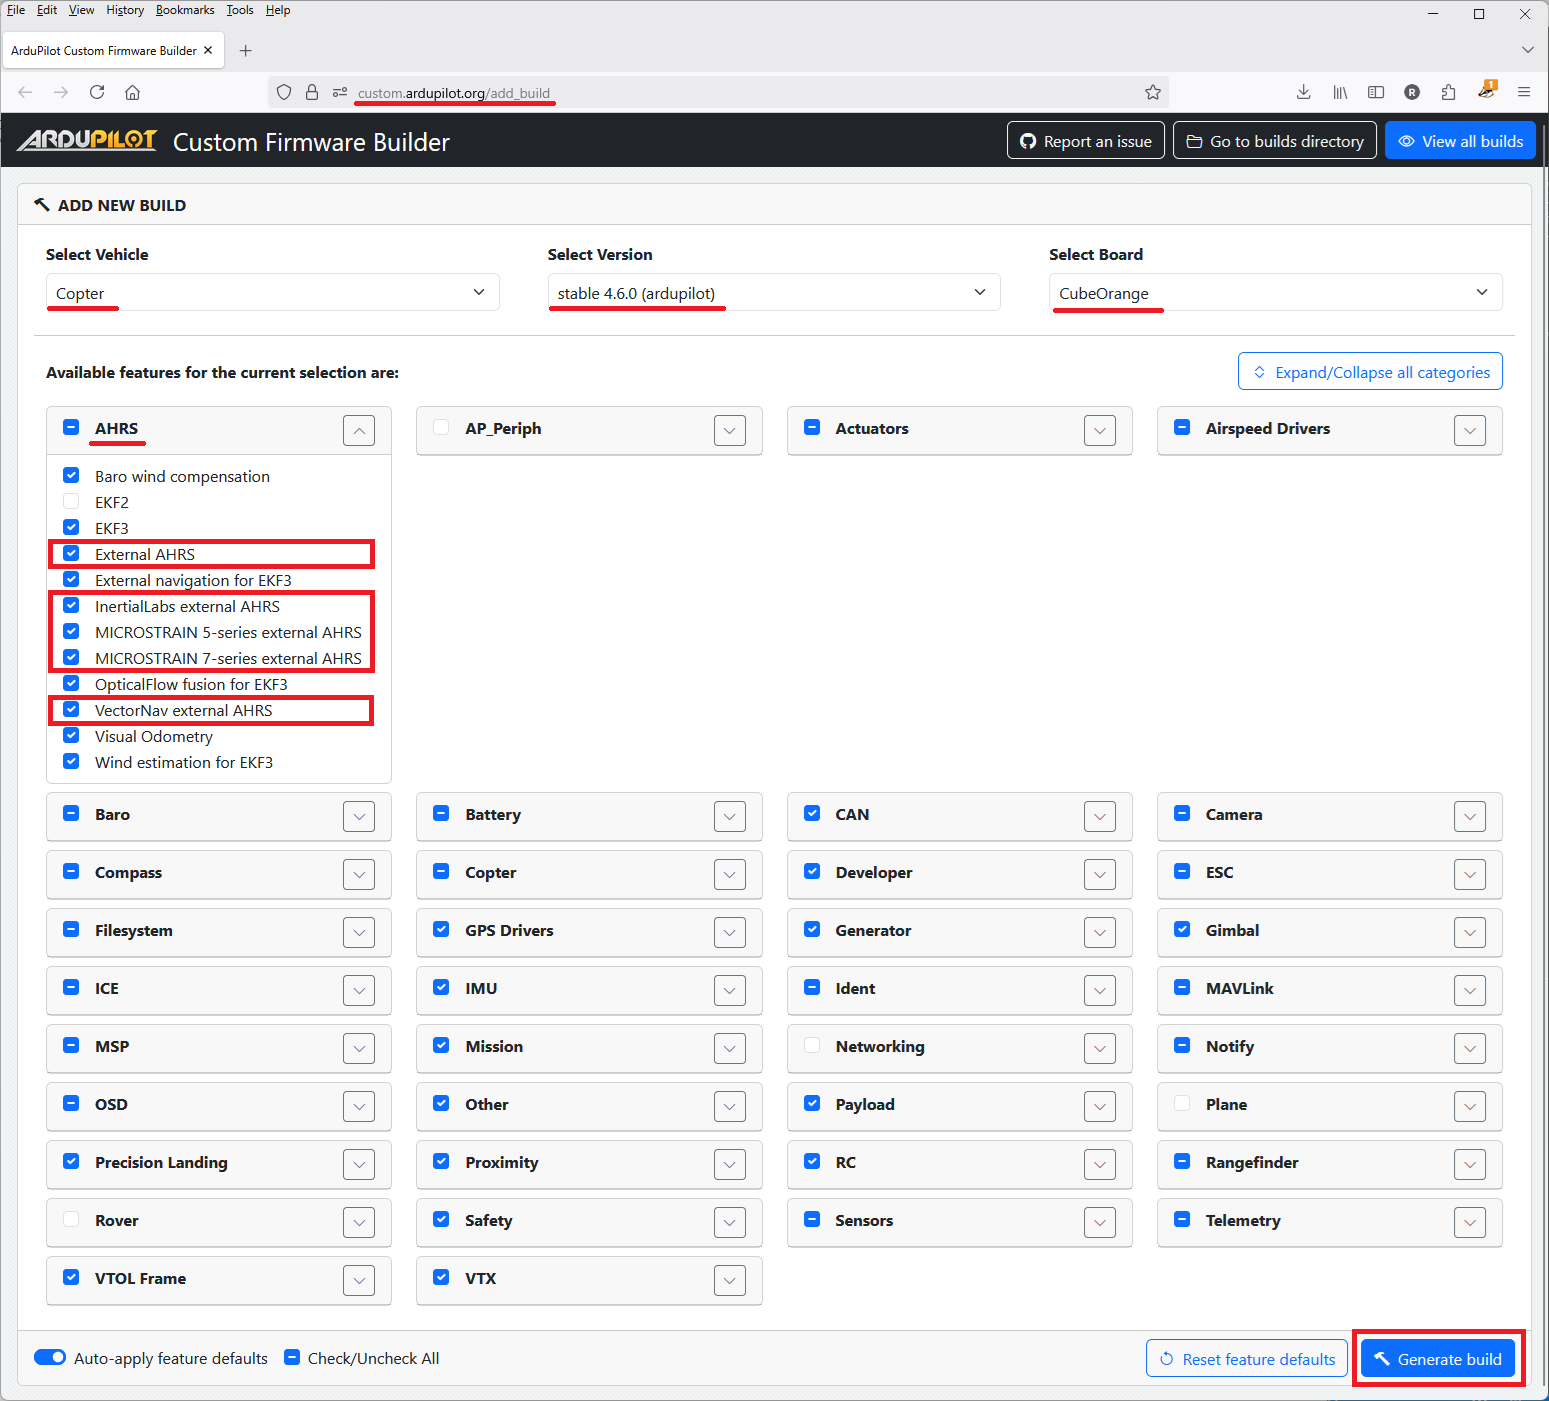 File Edit View History Bookmarks Tools Help
ArduPilot Custom Firmware Builder
custom.ardupilot.org/add_build
R
1
ARDUPILOT Custom Firmware Builder
Report an issue
Go to builds directory
View all builds
ADD NEW BUILD
Select Vehicle
Select Version
Select Board
Copter
stable 4.6.0 (ardupilot)
CubeOrange
Available features for the current selection are:
Expand/Collapse all categories
AHRS
AP_Periph
Actuators
Airspeed Drivers
Baro wind compensation
EKF2
EKF3
External AHRS
External navigation for EKF3
InertialLabs external AHRS
MICROSTRAIN 5-series external AHRS
MICROSTRAIN 7-series external AHRS
OpticalFlow fusion for EKF3
VectorNav external AHRS
Visual Odometry
Wind estimation for EKF3
Baro
Battery
CAN
Camera
Compass
Copter
Developer
ESC
Filesystem
GPS Drivers
Generator
Gimbal
ICE
IMU
Ident
MAVLink
MSP
Mission
Networking
Notify
OSD
Other
Payload
Plane
Precision Landing
Proximity
RC
Rangefinder
Rover
Safety
Sensors
Telemetry
VTOL Frame
VTX
Auto-apply feature defaults
Check/Uncheck All
Reset feature defaults
Generate build